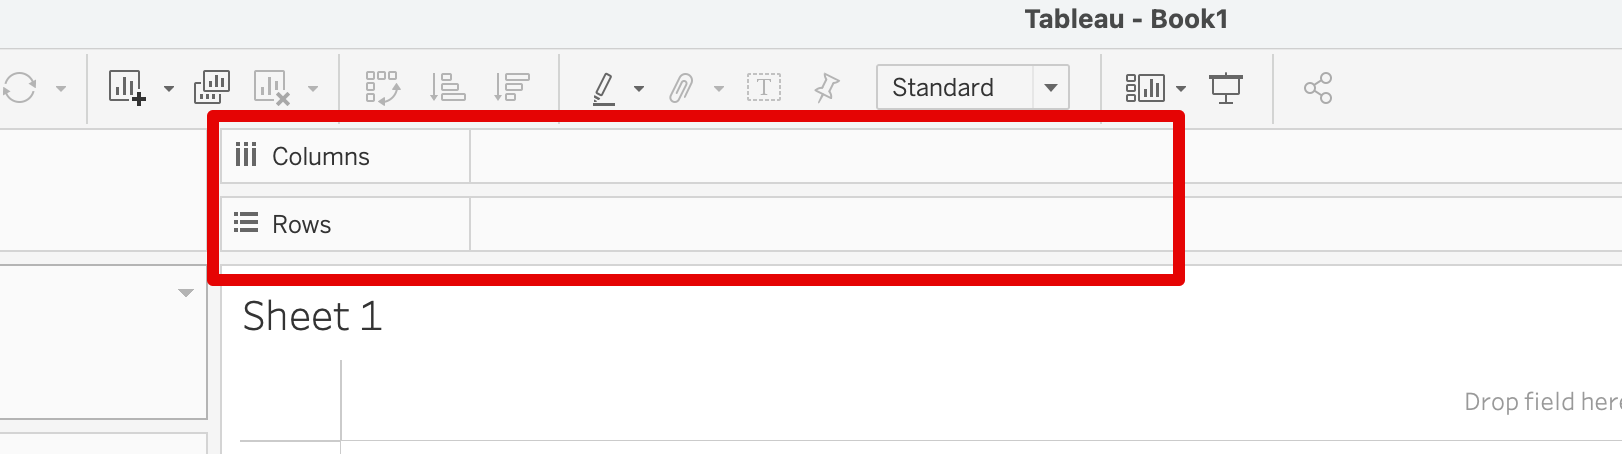 Tableau - Book1
T
Standard
Columns
Rows
Sheet 1
Drop field here